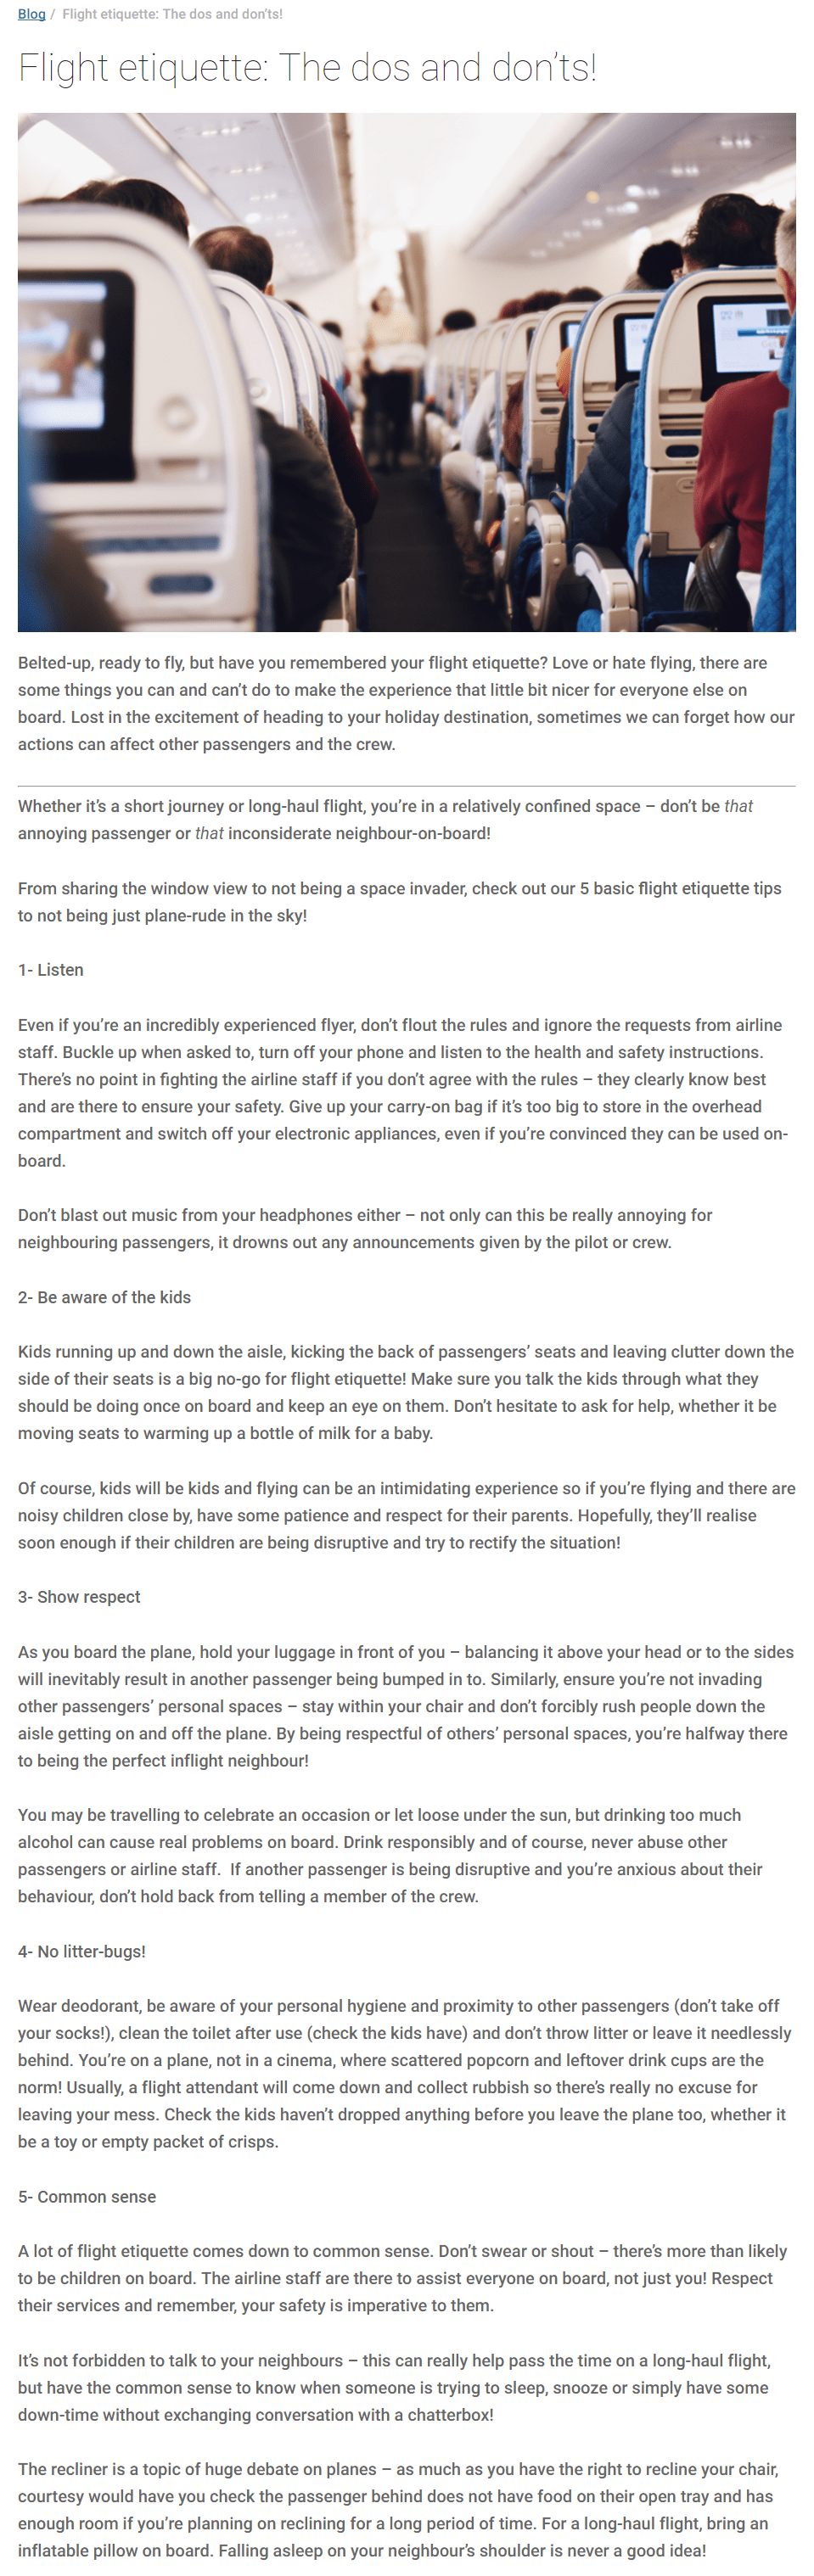 Blog / Flight etiquette: The dos and don'ts!
Flight etiquette: The dos and don'ts!
Belted-up, ready to fly, but have you remembered your flight etiquette? Love or hate flying, there are
some things you can and can't do to make the experience that little bit nicer for everyone else on
board. Lost in the excitement of heading to your holiday destination, sometimes we can forget how our
actions can affect other passengers and the crew.
Whether it's a short journey or long-haul flight, you're in a relatively confined space – don't be that
annoying passenger or that inconsiderate neighbour-on-board!
From sharing the window view to not being a space invader, check out our 5 basic flight etiquette tips
to not being just plane-rude in the sky!
1- Listen
Even if you're an incredibly experienced flyer, don't flout the rules and ignore the requests from airline
staff. Buckle up when asked to, turn off your phone and listen to the health and safety instructions.
There's no point in fighting the airline staff if you don't agree with the rules – they clearly know best
and are there to ensure your safety. Give up your carry-on bag if it's too big to store in the overhead
compartment and switch off your electronic appliances, even if you're convinced they can be used on-
board.
Don't blast out music from your headphones either – not only can this be really annoying for
neighbouring passengers, it drowns out any announcements given by the pilot or crew.
2- Be aware of the kids
Kids running up and down the aisle, kicking the back of passengers' seats and leaving clutter down the
side of their seats is a big no-go for flight etiquette! Make sure you talk the kids through what they
should be doing once on board and keep an eye on them. Don't hesitate to ask for help, whether it be
moving seats to warming up a bottle of milk for a baby.
Of course, kids will be kids and flying can be an intimidating experience so if you're flying and there are
noisy children close by, have some patience and respect for their parents. Hopefully, they'll realise
soon enough if their children are being disruptive and try to rectify the situation!
3- Show respect
As you board the plane, hold your luggage in front of you – balancing it above your head or to the sides
will inevitably result in another passenger being bumped in to. Similarly, ensure you're not invading
other passengers' personal spaces – stay within your chair and don't forcibly rush people down the
aisle getting on and off the plane. By being respectful of others' personal spaces, you're halfway there
to being the perfect inflight neighbour!
You may be travelling to celebrate an occasion or let loose under the sun, but drinking too much
alcohol can cause real problems on board. Drink responsibly and of course, never abuse other
passengers or airline staff.  If another passenger is being disruptive and you're anxious about their
behaviour, don't hold back from telling a member of the crew.
4- No litter-bugs!
Wear deodorant, be aware of your personal hygiene and proximity to other passengers (don't take off
your socks!), clean the toilet after use (check the kids have) and don't throw litter or leave it needlessly
behind. You're on a plane, not in a cinema, where scattered popcorn and leftover drink cups are the
norm! Usually, a flight attendant will come down and collect rubbish so there's really no excuse for
leaving your mess. Check the kids haven't dropped anything before you leave the plane too, whether it
be a toy or empty packet of crisps.
5- Common sense
A lot of flight etiquette comes down to common sense. Don't swear or shout – there's more than likely
to be children on board. The airline staff are there to assist everyone on board, not just you! Respect
their services and remember, your safety is imperative to them.
It's not forbidden to talk to your neighbours – this can really help pass the time on a long-haul flight,
but have the common sense to know when someone is trying to sleep, snooze or simply have some
down-time without exchanging conversation with a chatterbox!
The recliner is a topic of huge debate on planes – as much as you have the right to recline your chair,
courtesy would have you check the passenger behind does not have food on their open tray and has
enough room if you're planning on reclining for a long period of time. For a long-haul flight, bring an
inflatable pillow on board. Falling asleep on your neighbour's shoulder is never a good idea!